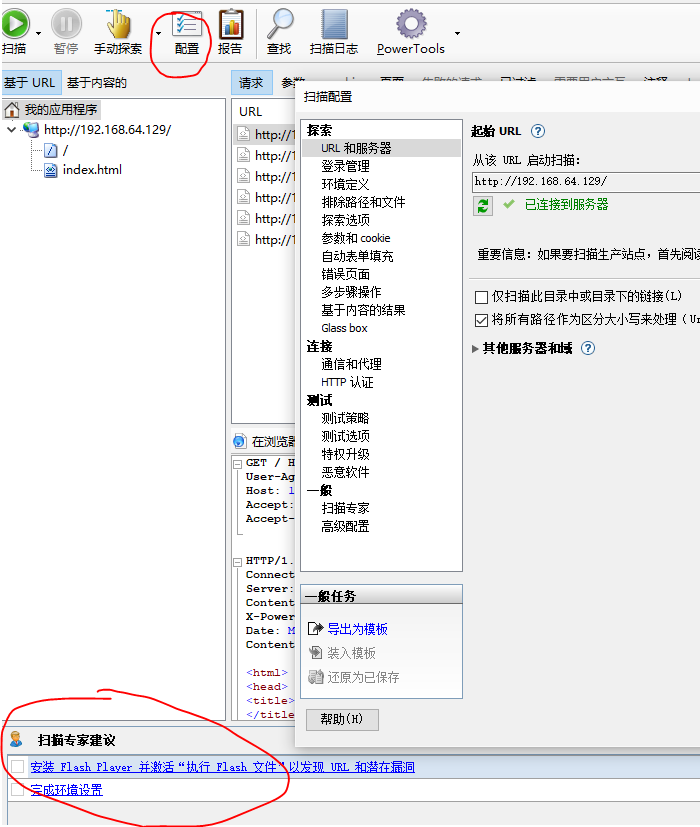 扫描 暂停 手动探索 配置 报告 查找 扫描日志 PowerTools
基于 URL 基于内容的
请求
我的应用程序
http://192.168.64.129/
/
index.html
URL
http://1
http://1
http://1
http://1
http://1
http://1
在浏览器
GET / H
User-Ag
Host: 1
Accept:
Accept-
HTTP/1.
Connect
Server:
Content
X-Power
Date: M
Content
<html>
<head>
<title>
</title
扫描配置
探索
URL 和服务器
登录管理
环境定义
排除路径和文件
探索选项
参数和 cookie
自动表单填充
错误页面
多步骤操作
基于内容的结果
Glass box
连接
通信和代理
HTTP 认证
测试
测试策略
测试选项
特权升级
恶意软件
一般
扫描专家
高级配置
一般任务
导出为模板
装入模板
还原为已保存
帮助(H)
起始 URL
从该 URL 启动扫描:
http://192.168.64.129/
已连接到服务器
重要信息: 如果要扫描生产站点，首先阅读
仅扫描此目录中或目录下的链接(L)
将所有路径作为区分大小写来处理 (Un
其他服务器和域
扫描专家建议
安装 Flash Player 并激活“执行 Flash 文件”以发现 URL 和潜在漏洞
完成环境设置